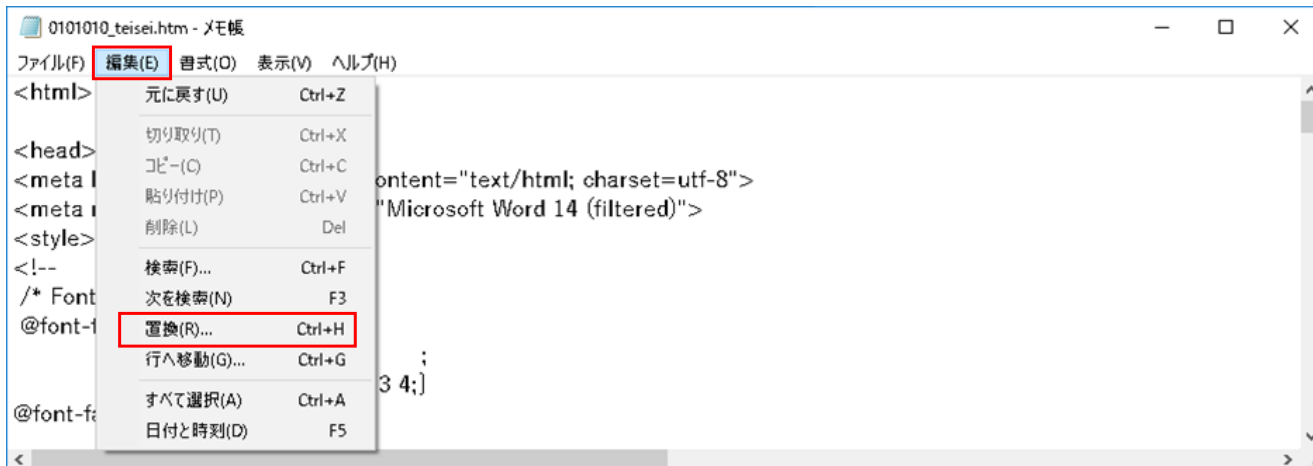 0101010_teisei.htm - メモ帳
ファイル(F) 編集(E) 書式(O) 表示(V) ヘルプ(H)
<html>
元に戻す(U) Ctrl+Z
切り取り(T) Ctrl+X
<head>
コピー(C) Ctrl+C
<meta ontent="text/html; charset=utf-8">
貼り付け(P) Ctrl+V
<meta "Microsoft Word 14 (filtered)">
削除(L) Del
<style>
<!--
検索(F)... Ctrl+F
/* Font
次を検索(N) F3
@font-f
置換(R)... Ctrl+H
行へ移動(G)... Ctrl+G
;
3 4;}
すべて選択(A) Ctrl+A
@font-fa
日付と時刻(D) F5